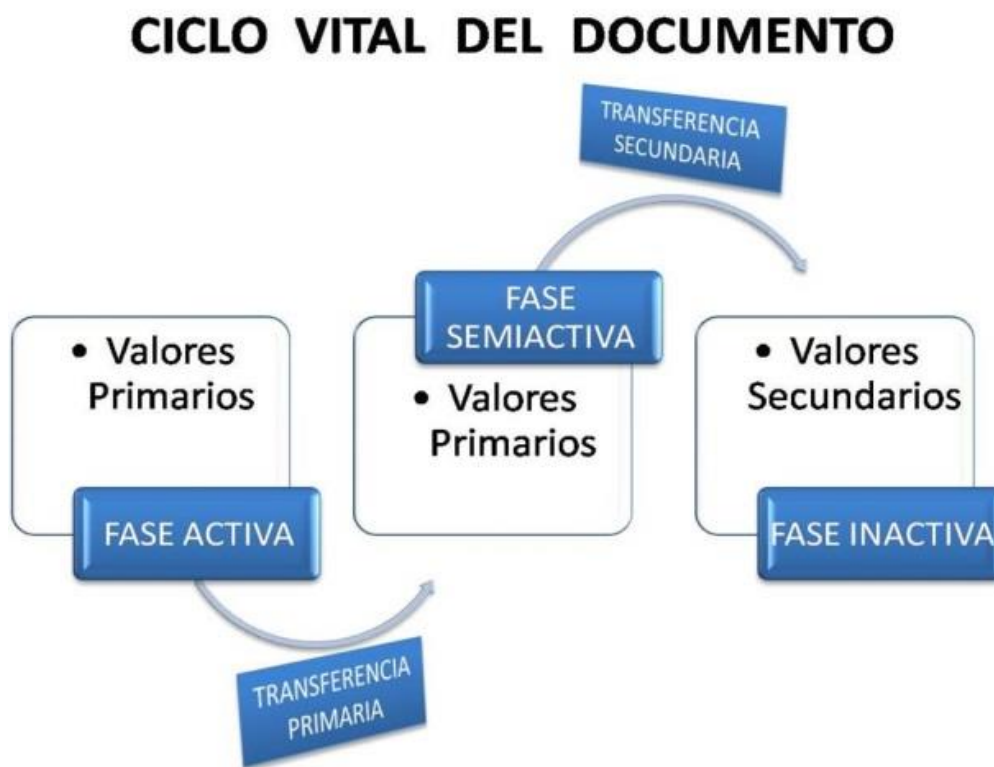 CICLO VITAL DEL DOCUMENTO
• Valores
Primarios
FASE ACTIVA
TRANSFERENCIA
PRIMARIA
FASE
SEMIACTIVA
• Valores
Primarios
TRANSFERENCIA
SECUNDARIA
• Valores
Secundarios
FASE INACTIVA